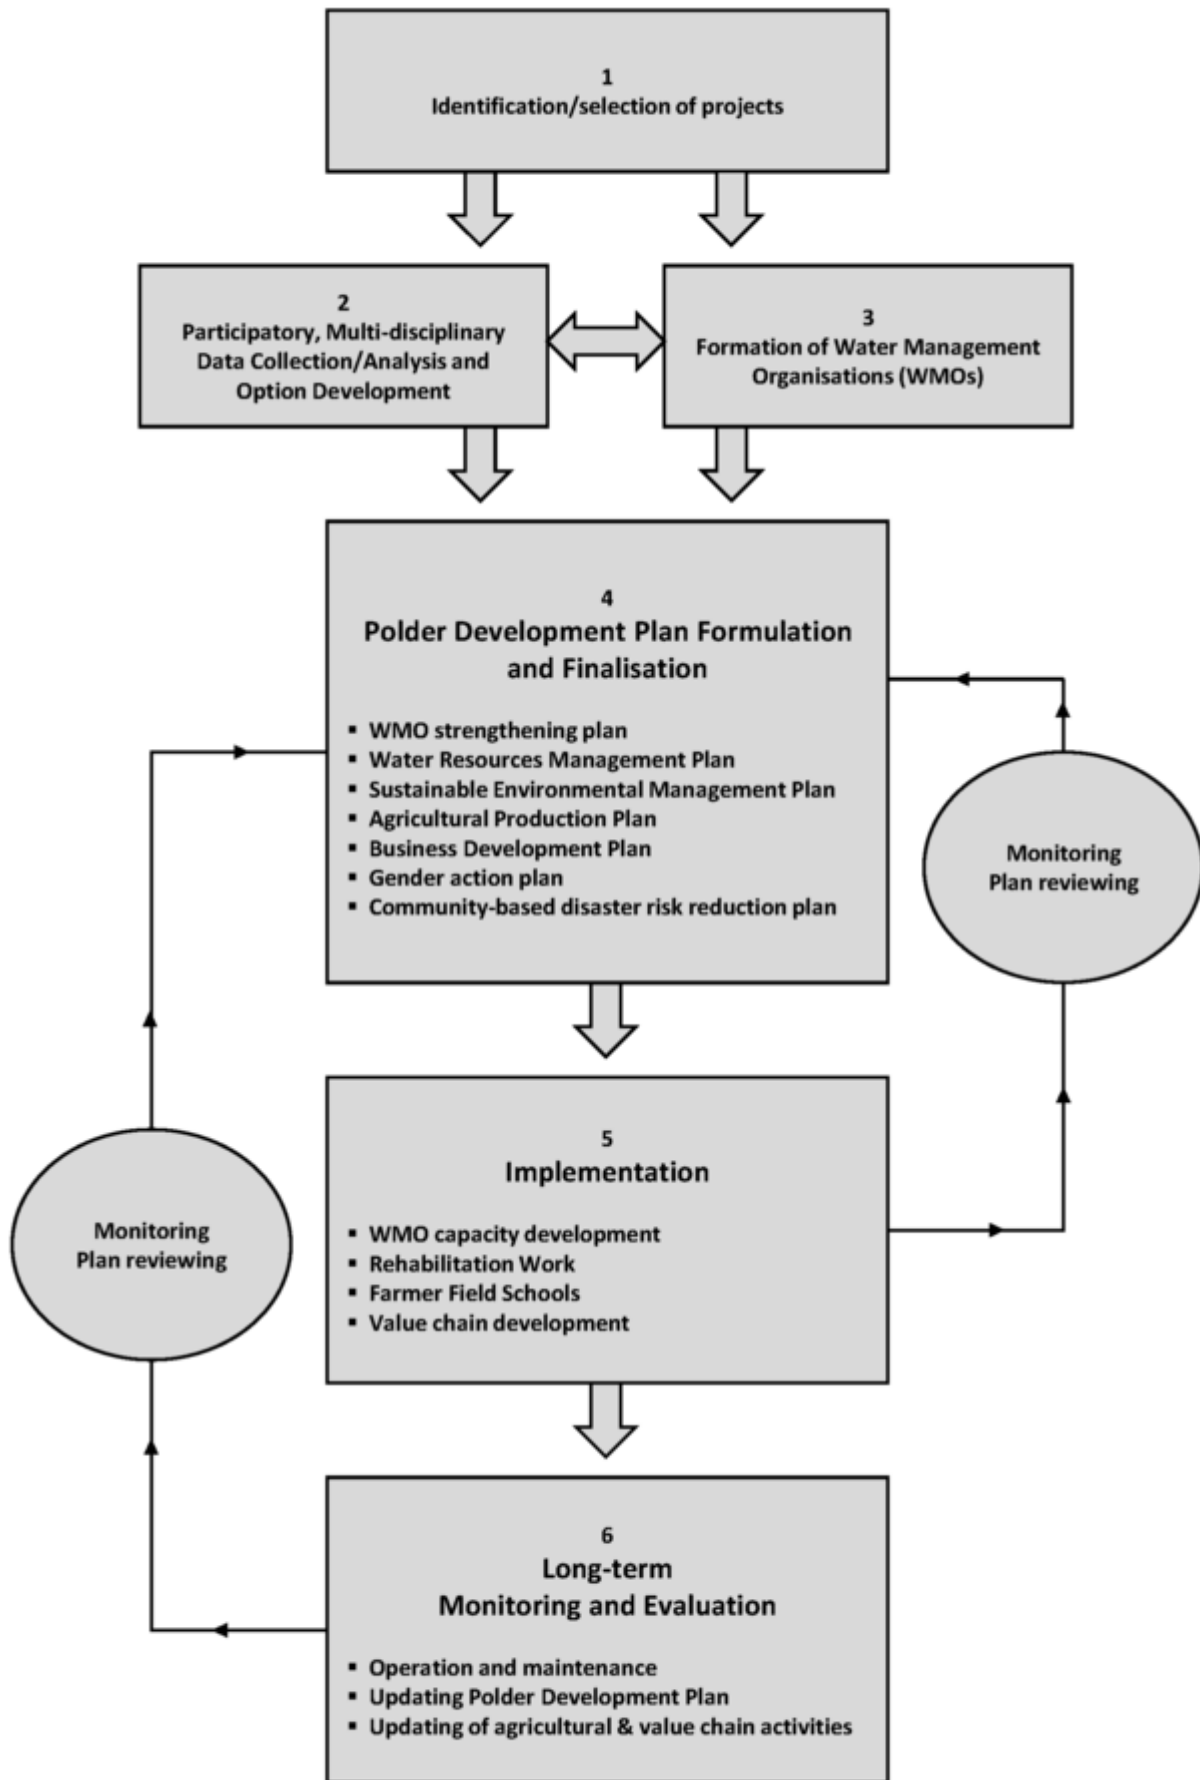 1
Identification/selection of projects
2
Participatory, Multi-disciplinary
Data Collection/Analysis and
Option Development
3
Formation of Water Management
Organisations (WMOs)
4
Polder Development Plan Formulation
and Finalisation
▪ WMO strengthening plan
▪ Water Resources Management Plan
▪ Sustainable Environmental Management Plan
▪ Agricultural Production Plan
▪ Business Development Plan
▪ Gender action plan
▪ Community-based disaster risk reduction plan
Monitoring
Plan reviewing
5
Implementation
▪ WMO capacity development
▪ Rehabilitation Work
▪ Farmer Field Schools
▪ Value chain development
Monitoring
Plan reviewing
6
Long-term
Monitoring and Evaluation
▪ Operation and maintenance
▪ Updating Polder Development Plan
▪ Updating of agricultural & value chain activities